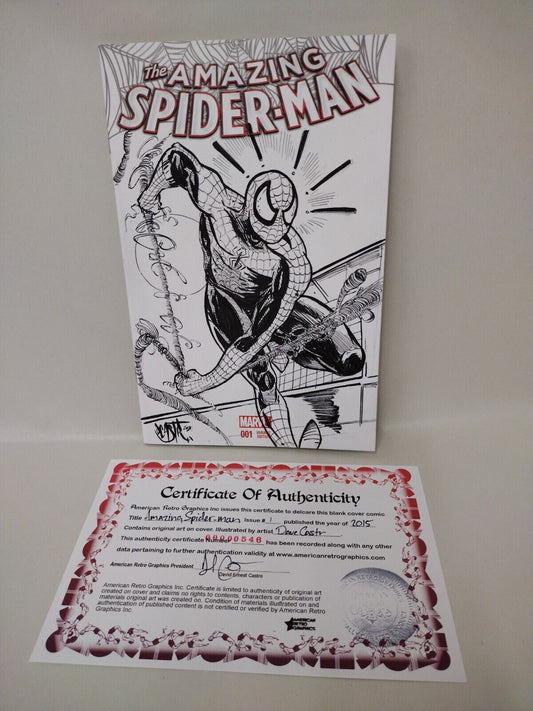 The AMAZING
SPIDER-MAN
MARVEL
001 VARIANT EDITION
Certificate Of Authenticity
American Retro Graphics Inc issues this certificate to delcare this blank cover comic
Title Amazing Spider-man Issue # 1 published the year of 2015
Contains original art on cover. Illustrated by artist Dave Castr
This authenticity certificate Number 00000546 has been recorded along with any other
data pertaining to further authentication validity at www.americanretrographics.com
American Retro Graphics President
David Ernest Castro
American Retro Graphics Inc. Certificate is limited to authenticity of original art
created on cover and claims no rights to contents, characters or publication of
materials original art was created on. Condition of materials illustrated on and
authentication of published content is not certified or verified by American Retro
Graphics Inc.
AMERICAN
RETRO
GRAPHICS